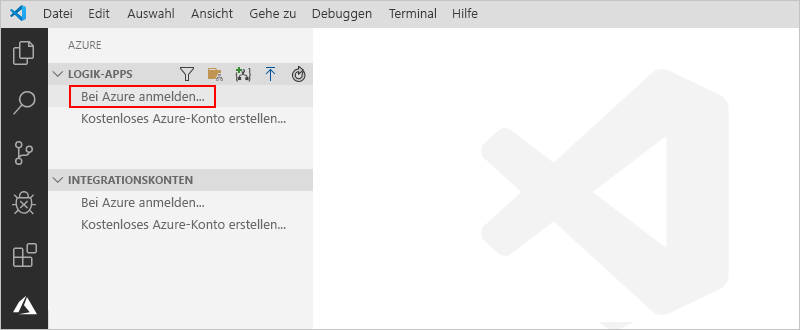 Datei Edit Auswahl Ansicht Gehe zu Debuggen Terminal Hilfe
AZURE
LOGIK-APPS
Bei Azure anmelden...
Kostenloses Azure-Konto erstellen...
INTEGRATIONSKONTEN
Bei Azure anmelden...
Kostenloses Azure-Konto erstellen...